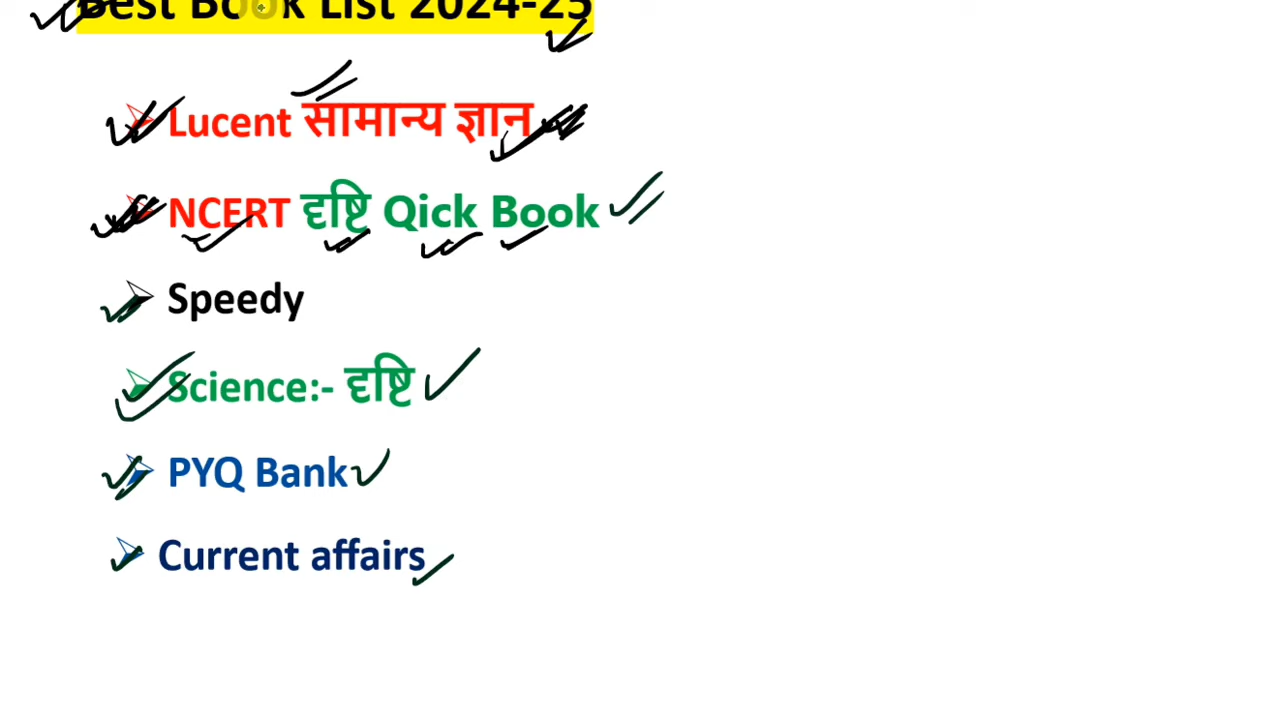 Best Book List 2024-25
Lucent सामान्य ज्ञान
NCERT दृष्टि Qick Book
Speedy
Science:- दृष्टि
PYQ Bank
Current affairs